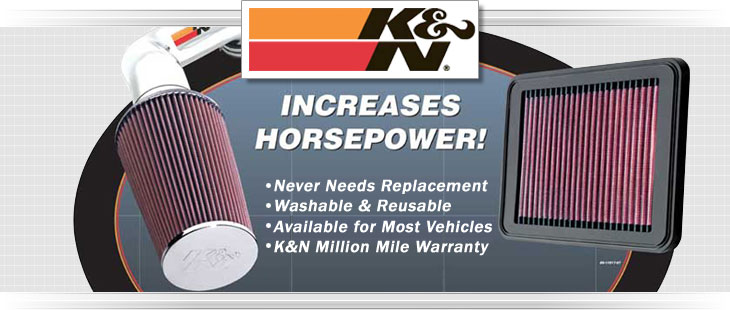 K&N®
INCREASES
HORSEPOWER!
•Never Needs Replacement
•Washable & Reusable
•Available for Most Vehicles
•K&N Million Mile Warranty
K&N